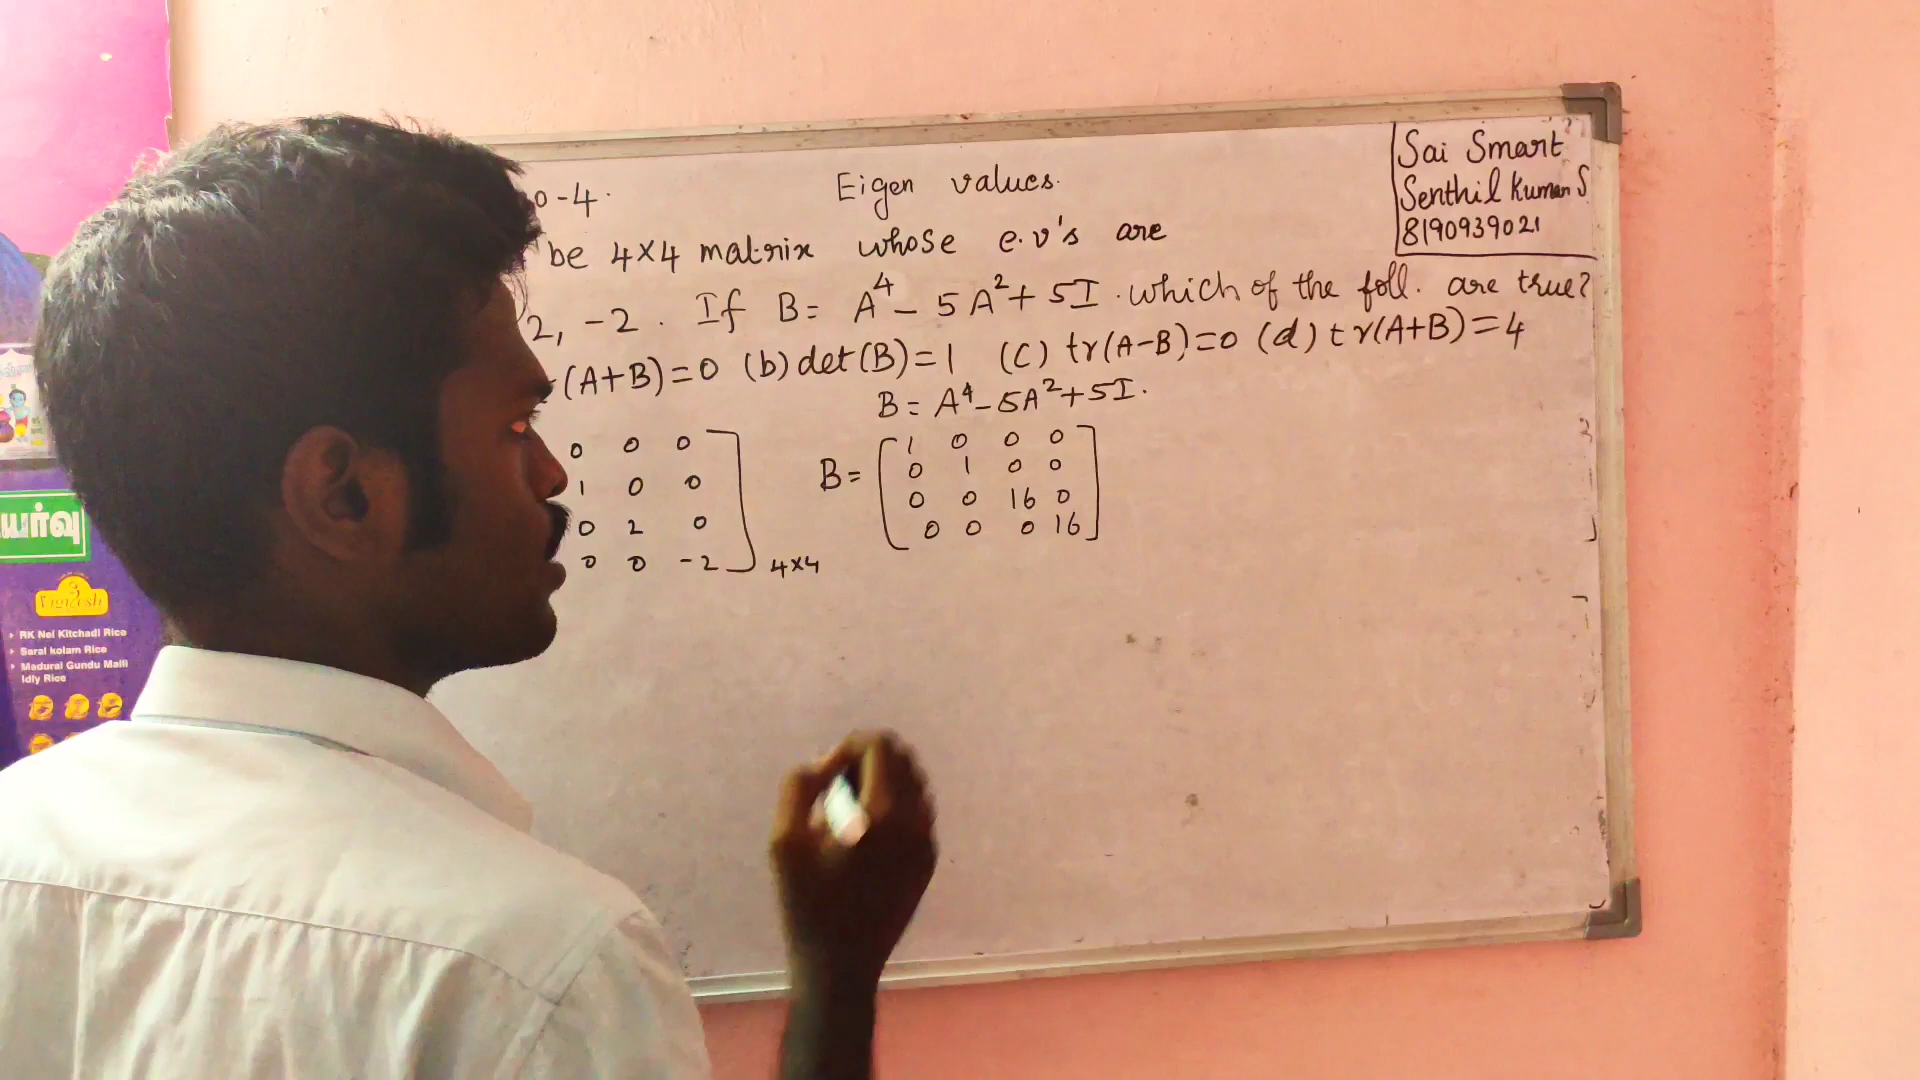 0-4.
Eigen values.
Sai Smart
Senthil Kumar S
8190939021
be 4×4 matrix whose e.v's are
2, -2. If B= A⁴- 5A²+ 5I. which of the foll. are true?
(A+B)=0 (b) det(B)=1 (C) tr(A-B)=0 (d) tr(A+B)=4
B= A⁴-5A²+5I.
0 0 0
1 0 0
0 2 0
0 0 -2
4×4
B=
1 0 0 0
0 1 0 0
0 0 16 0
0 0 0 16
யர்வு
RK Nel Kitchadi Rice
Saral kolam Rice
Madurai Gundu Malli
Idly Rice